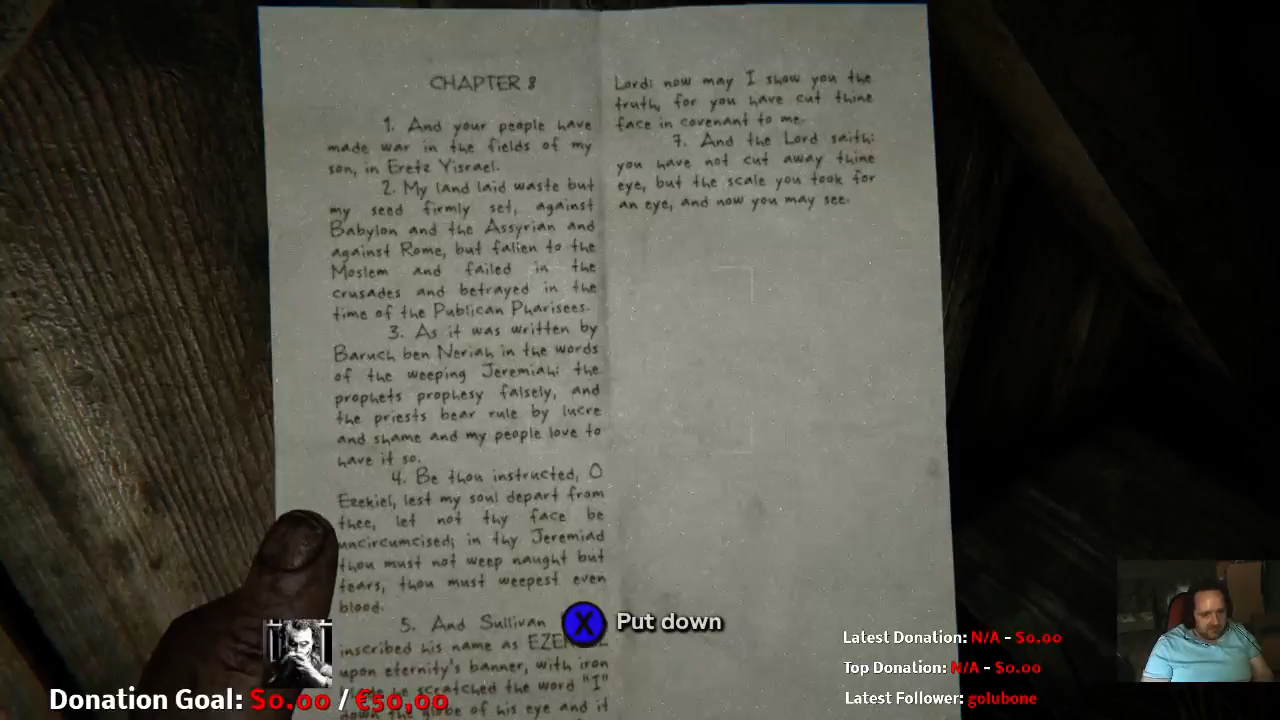 CHAPTER 8
1. And your people have
made war in the fields of my
son, in Eretz Yisrael.
2. My land laid waste but
my seed firmly set, against
Babylon and the Assyrian and
against Rome, but fallen to the
Moslem and failed in the
crusades and betrayed in the
time of the Publican Pharisees.
3. As it was written by
Baruch ben Neriah in the words
of the weeping Jeremiah: the
prophets prophesy falsely, and
the priests bear rule by lucre
and shame and my people love to
have it so.
4. Be thou instructed, O
Ezekiel, lest my soul depart from
thee, let not thy face be
uncircumcised; in thy Jeremiad
thou must not weep naught but
tears, thou must weepest even
blood.
5. And Sullivan
inscribed his name as
upon eternity's banner, with iron
he scratched the word "I"
down the globe of his eye and it
Lord: now may I show you the
truth, for you have cut thine
face in covenant to me.
7. And the Lord saith:
you have not cut away thine
eye, but the scale you took for
an eye, and now you may see.
X Put down
Donation Goal: $0.00 / €50,00
Latest Donation: N/A - $0.00
Top Donation: N/A - $0.00
Latest Follower: golubone